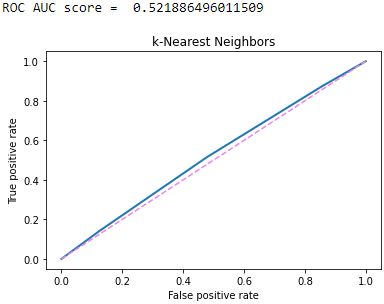 ROC AUC score =  0.521886496011509
k-Nearest Neighbors
1.0
0.8
0.6
0.4
0.2
0.0
True positive rate
0.0 0.2 0.4 0.6 0.8 1.0
False positive rate